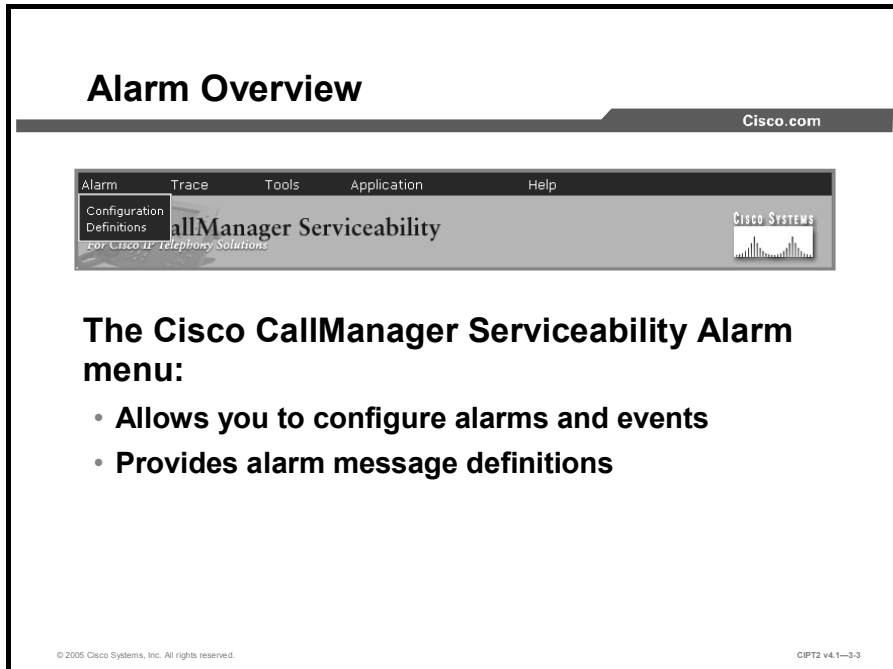 Alarm Overview
Cisco.com
Alarm Trace Tools Application Help
Configuration
Definitions
allManager Serviceability
For Cisco IP Telephony Solutions
CISCO SYSTEMS
The Cisco CallManager Serviceability Alarm
menu:
• Allows you to configure alarms and events
• Provides alarm message definitions
© 2005 Cisco Systems, Inc. All rights reserved.
CIPT2 v4.1—3-3